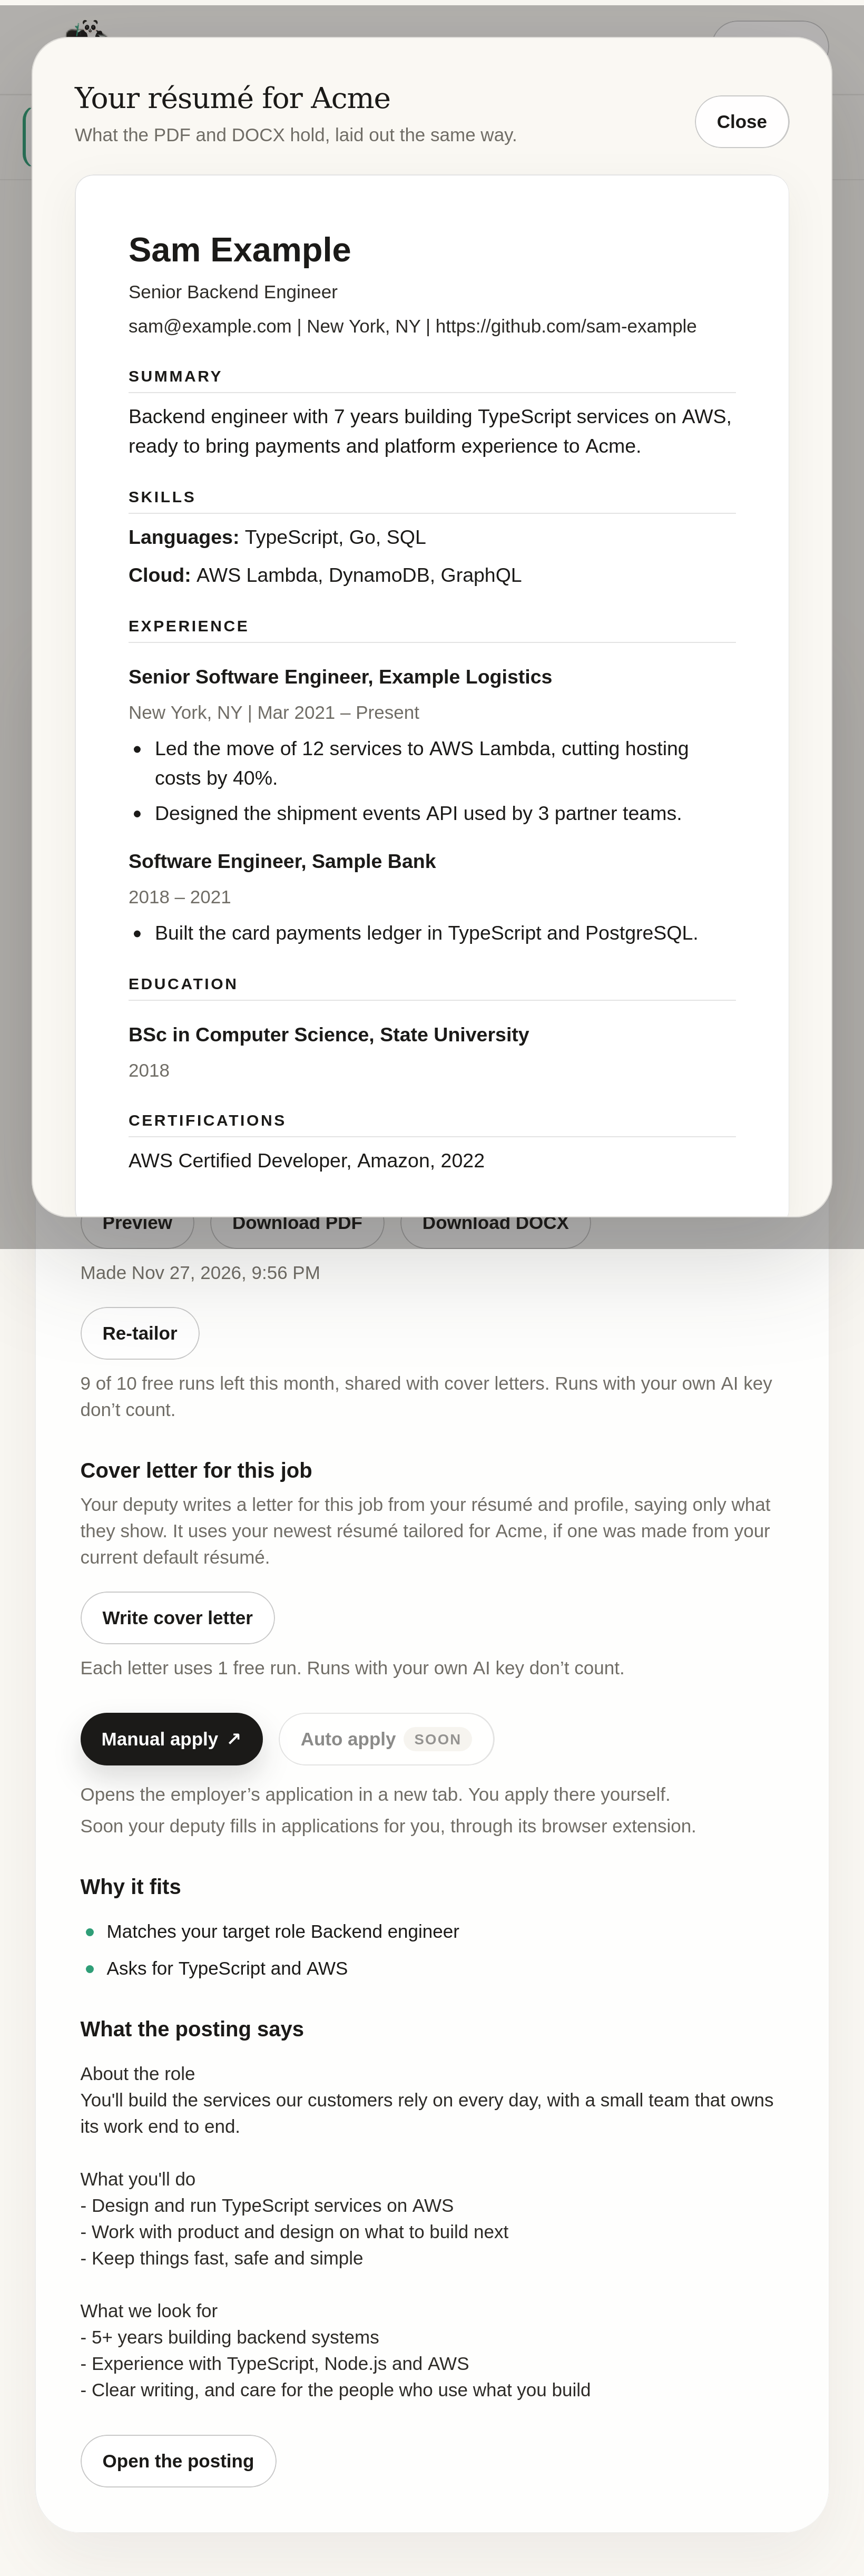 Your résumé for Acme
What the PDF and DOCX hold, laid out the same way.
Close
Sam Example
Senior Backend Engineer
sam@example.com | New York, NY | https://github.com/sam-example
SUMMARY
Backend engineer with 7 years building TypeScript services on AWS,
ready to bring payments and platform experience to Acme.
SKILLS
Languages: TypeScript, Go, SQL
Cloud: AWS Lambda, DynamoDB, GraphQL
EXPERIENCE
Senior Software Engineer, Example Logistics
New York, NY | Mar 2021 – Present
• Led the move of 12 services to AWS Lambda, cutting hosting
costs by 40%.
• Designed the shipment events API used by 3 partner teams.
Software Engineer, Sample Bank
2018 – 2021
• Built the card payments ledger in TypeScript and PostgreSQL.
EDUCATION
BSc in Computer Science, State University
2018
CERTIFICATIONS
AWS Certified Developer, Amazon, 2022
Preview Download PDF Download DOCX
Made Nov 27, 2026, 9:56 PM
Re-tailor
9 of 10 free runs left this month, shared with cover letters. Runs with your own AI key
don’t count.
Cover letter for this job
Your deputy writes a letter for this job from your résumé and profile, saying only what
they show. It uses your newest résumé tailored for Acme, if one was made from your
current default résumé.
Write cover letter
Each letter uses 1 free run. Runs with your own AI key don’t count.
Manual apply ↗ Auto apply SOON
Opens the employer’s application in a new tab. You apply there yourself.
Soon your deputy fills in applications for you, through its browser extension.
Why it fits
• Matches your target role Backend engineer
• Asks for TypeScript and AWS
What the posting says
About the role
You'll build the services our customers rely on every day, with a small team that owns
its work end to end.
What you'll do
- Design and run TypeScript services on AWS
- Work with product and design on what to build next
- Keep things fast, safe and simple
What we look for
- 5+ years building backend systems
- Experience with TypeScript, Node.js and AWS
- Clear writing, and care for the people who use what you build
Open the posting